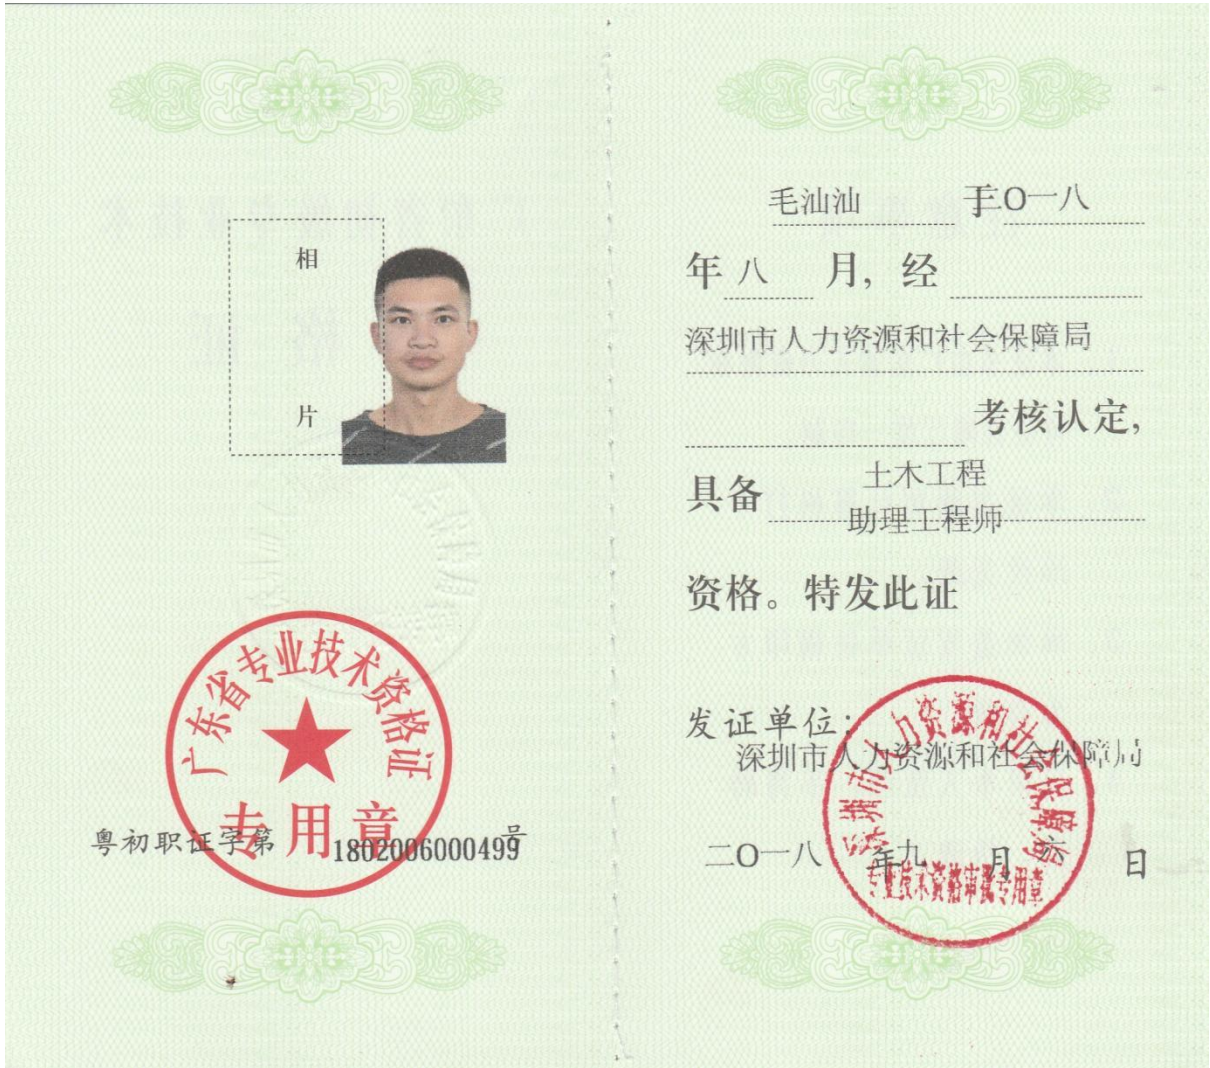 相
片
广东省专业技术资格证
专用章
粤初职证字第 1802006000499 号
毛汕汕 于二〇一八
年 八 月，经
深圳市人力资源和社会保障局
考核认定，
具备 土木工程
助理工程师
资格。特发此证
发证单位：
深圳市人力资源和社会保障局
深圳市人力资源和社会保障局
专业技术资格审批专用章
二〇一八 年九 月 日